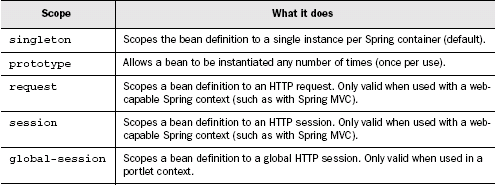 Scope What it does
singleton Scopes the bean definition to a single instance per Spring container (default).
prototype Allows a bean to be instantiated any number of times (once per use).
request Scopes a bean definition to an HTTP request. Only valid when used with a web-
capable Spring context (such as with Spring MVC).
session Scopes a bean definition to an HTTP session. Only valid when used with a web-
capable Spring context (such as with Spring MVC).
global-session Scopes a bean definition to a global HTTP session. Only valid when used in a
portlet context.